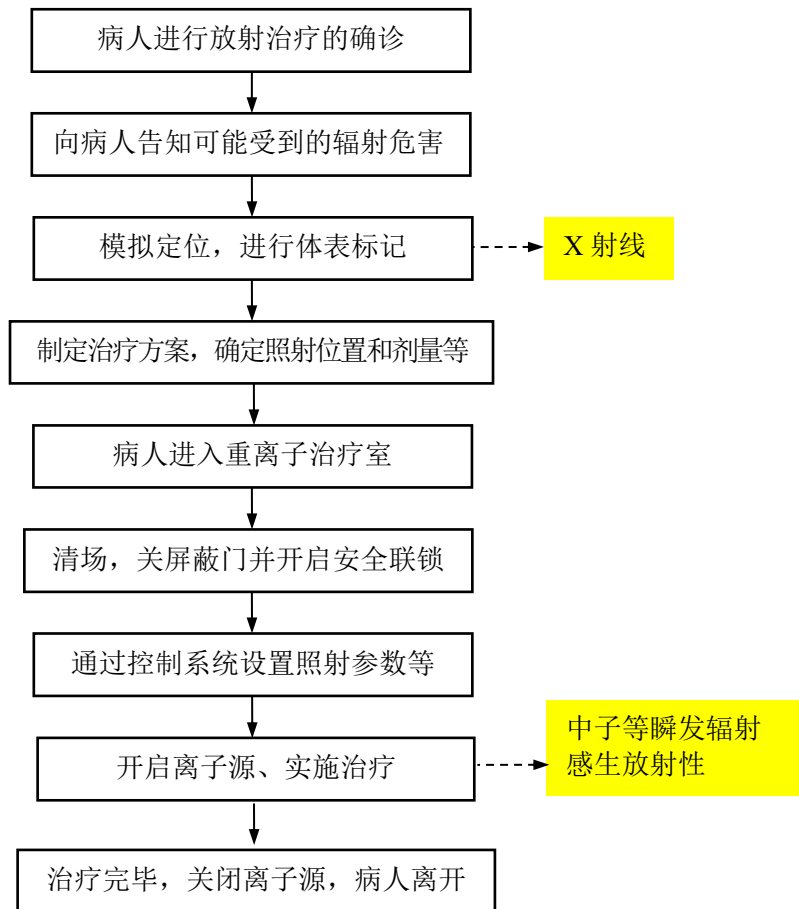 病人进行放射治疗的确诊
向病人告知可能受到的辐射危害
模拟定位，进行体表标记
X 射线
制定治疗方案，确定照射位置和剂量等
病人进入重离子治疗室
清场，关屏蔽门并开启安全联锁
通过控制系统设置照射参数等
中子等瞬发辐射
感生放射性
开启离子源、实施治疗
治疗完毕，关闭离子源，病人离开